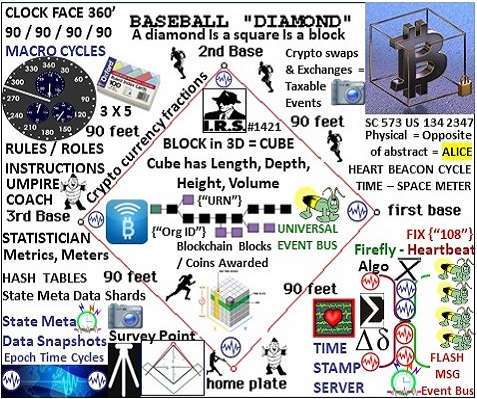 CLOCK FACE 360'
90 / 90 / 90 / 90
MACRO CYCLES
BASEBALL "DIAMOND"
A diamond Is a square Is a block
2nd Base
Crypto swaps
& Exchanges =
Taxable
Events
SC 573 US 134 2347
Physical = Opposite
of abstract = ALICE
HEART BEACON CYCLE
TIME – SPACE METER
3 X 5
90 feet
Oxford
Crypto currency fractions
I.R.S.
#1421
90 feet
RULES / ROLES
INSTRUCTIONS
UMPIRE
COACH
3rd Base
BLOCK in 3D = CUBE
Cube has Length, Depth,
Height, Volume
{"URN"}
{"Org ID"}
UNIVERSAL
EVENT BUS
first base
STATISTICIAN
Metrics, Meters
Blockchain Blocks
/ Coins Awarded
FIX {"108"}
Firefly - Heartbeat
Algo
HASH TABLES
90 feet
90 feet
State Meta Data Shards
State Meta
Data Snapshots
Epoch Time Cycles
Survey Point
home plate
TIME
STAMP
SERVER
Σ
Δδ
FLASH
MSG
Event Bus